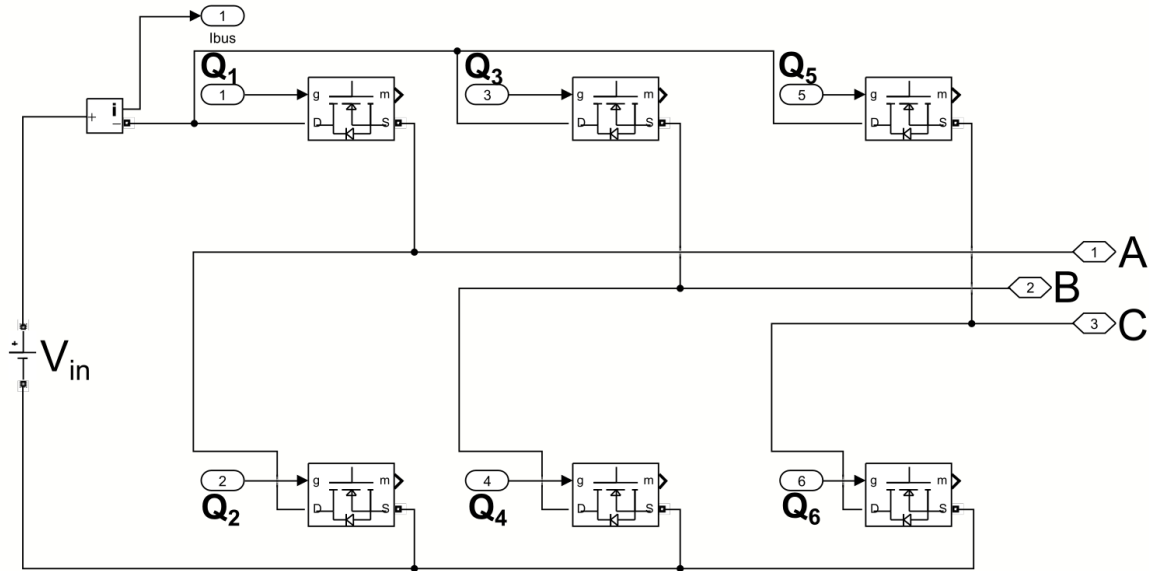 1
Ibus
Q1 Q3 Q5
1 g m D S
3 g m D S
5 g m D S
+ i −
1 A
2 B
3 C
+ Vin
2 g m D S
4 g m D S
6 g m D S
Q2 Q4 Q6